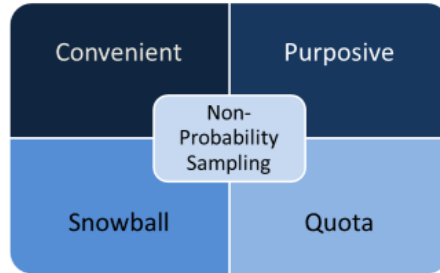 Convenient
Purposive
Non-
Probability
Sampling
Snowball
Quota